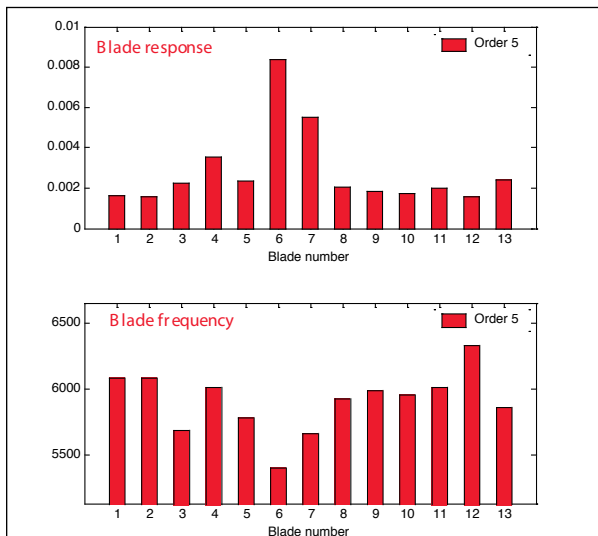 0.01
Blade response
Order 5
0.008
0.006
0.004
0.002
0
1 2 3 4 5 6 7 8 9 10 11 12 13
Blade number
6500
Blade frequency
Order 5
6000
5500
1 2 3 4 5 6 7 8 9 10 11 12 13
Blade number